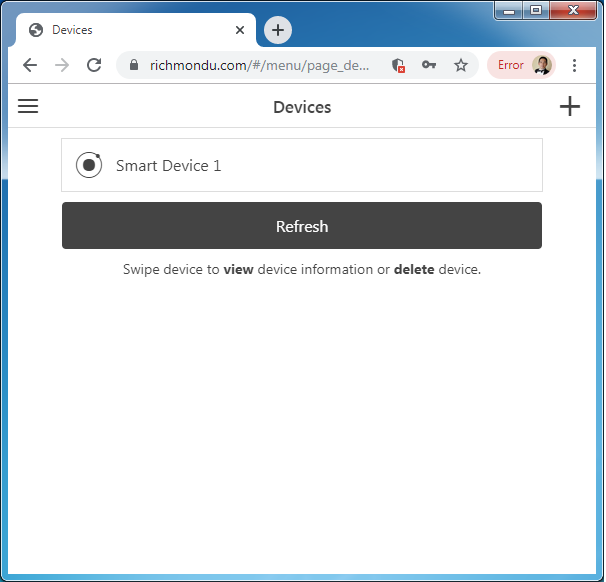 Devices
richmondu.com/#/menu/page_de...
Error
Devices
Smart Device 1
Refresh
Swipe device to view device information or delete device.